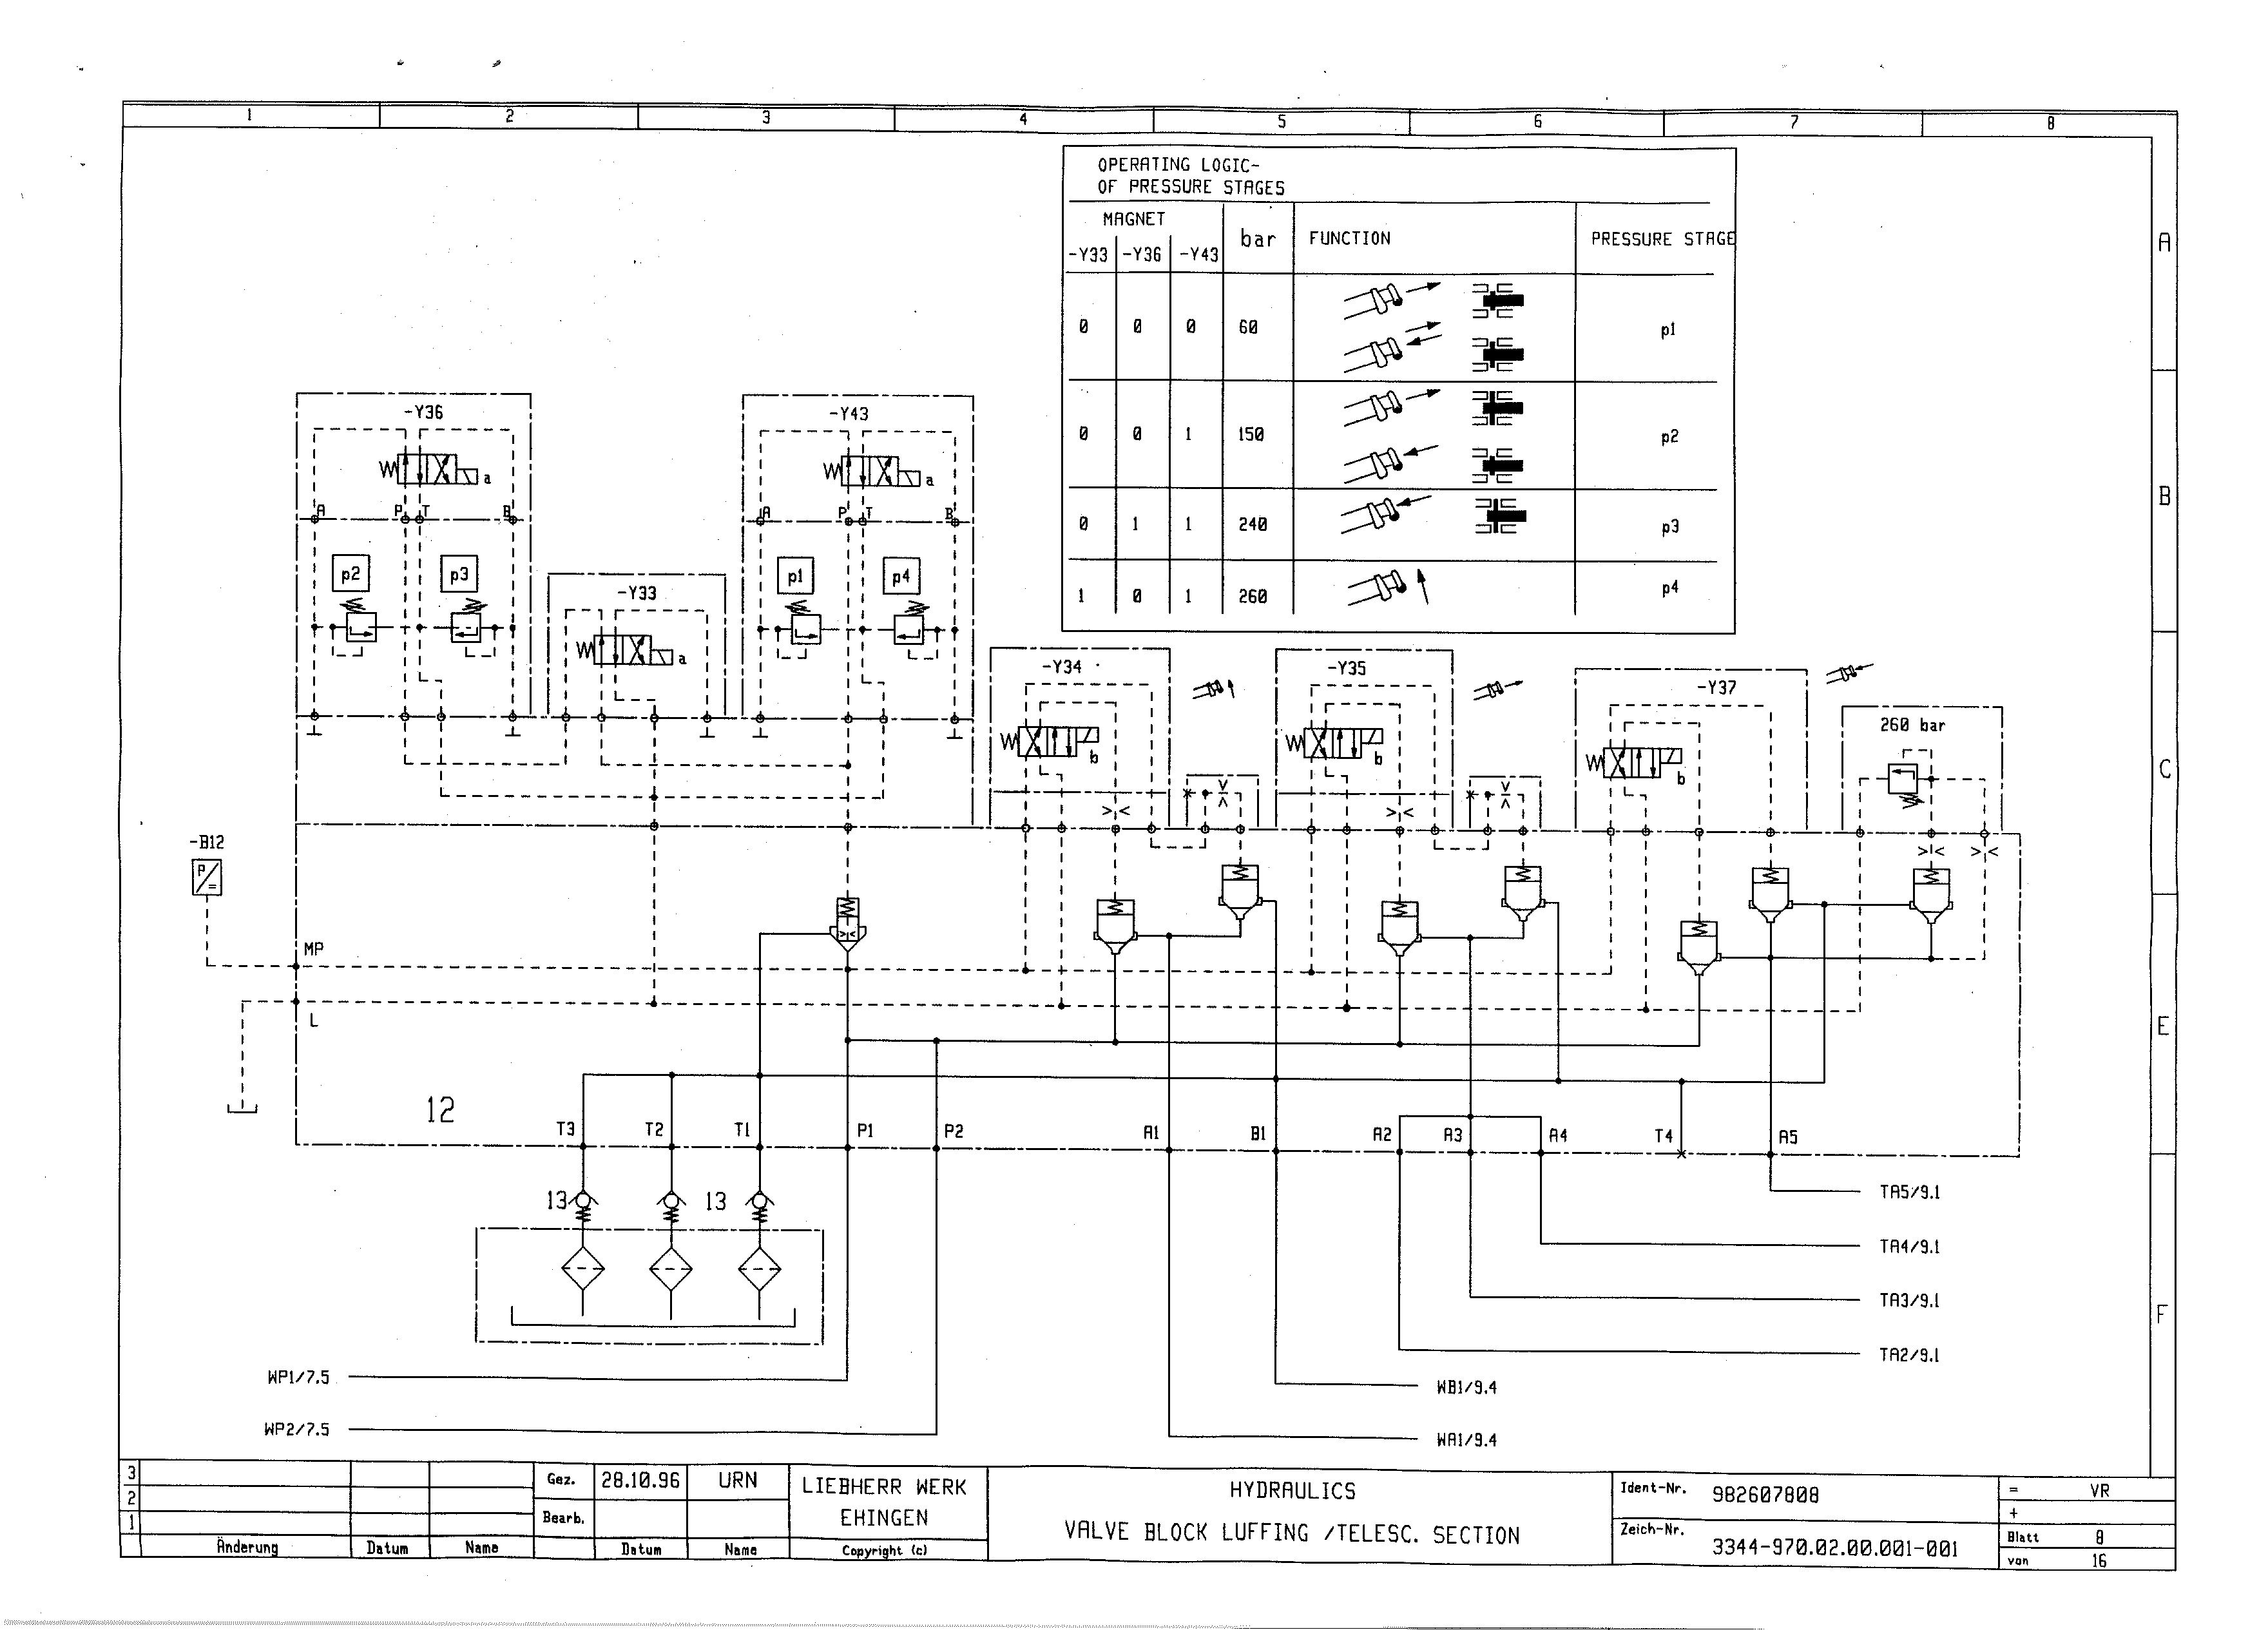 1 2 3 4 5 6 7 8
A
B
C
E
F
OPERATING LOGIC-
OF PRESSURE STAGES
MAGNET
-Y33 -Y36 -Y43 bar FUNCTION PRESSURE STAGE
0 0 0 60 p1
0 0 1 150 p2
0 1 1 240 p3
1 0 1 260 p4
-Y36
a
A P T B
p2 p3
-Y33
a
-Y43
a
A P T B
p1 p4
-Y34
b
-Y35
b
-Y37
b
260 bar
-B12
P
=
MP
L
12
T3 T2 T1 P1 P2 A1 B1 A2 A3 A4 T4 A5
13 13
TA5/9.1
TA4/9.1
TA3/9.1
TA2/9.1
WP1/7.5
WP2/7.5
WB1/9.4
WA1/9.4
3
2
1
Änderung Datum Name
Gez. 28.10.96 URN
Bearb.
Datum Name
LIEBHERR WERK
EHINGEN
Copyright (c)
HYDRAULICS
VALVE BLOCK LUFFING /TELESC. SECTION
Ident-Nr. 982607808
Zeich-Nr. 3344-970.02.00.001-001
= VR
+
Blatt 8
von 16